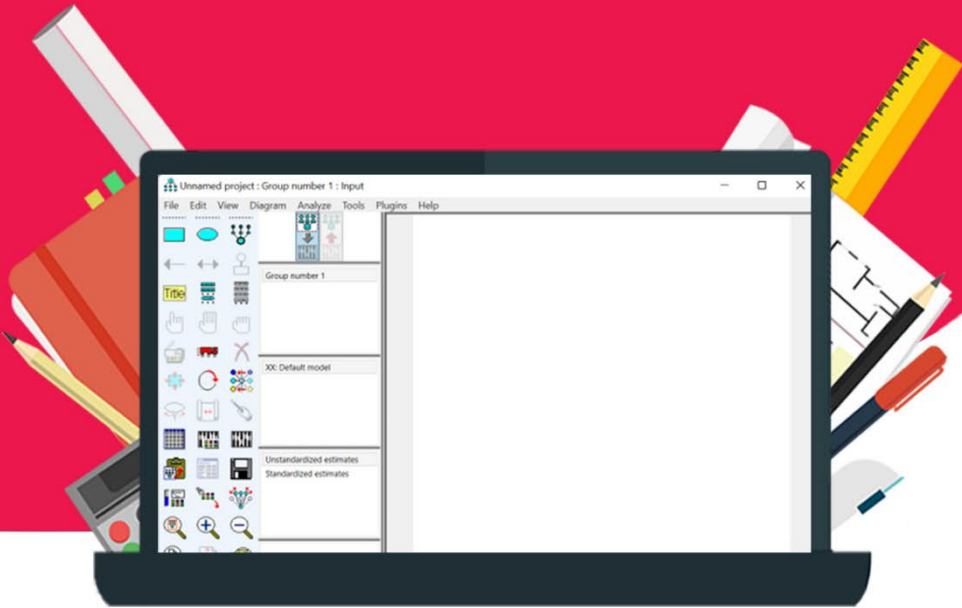 Unnamed project : Group number 1 : Input
File Edit View Diagram Analyze Tools Plugins Help
Title
Group number 1
XX: Default model
Unstandardized estimates
Standardized estimates